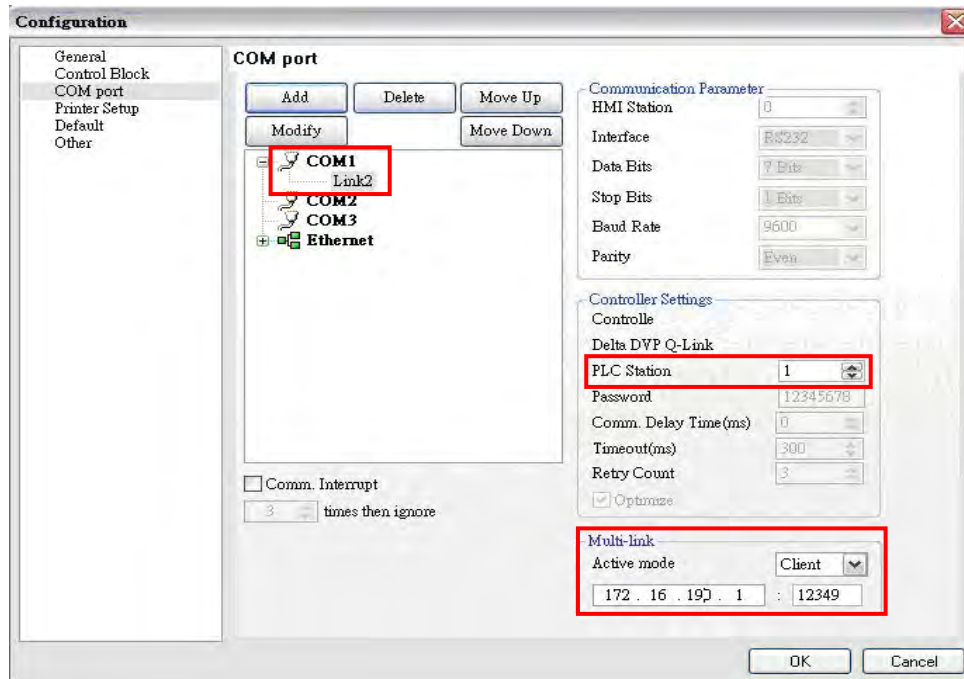 Configuration
General
Control Block
COM port
Printer Setup
Default
Other
COM port
Add Delete Move Up
Modify Move Down
COM1
Link2
COM2
COM3
Ethernet
Comm. Interrupt
3 times then ignore
Communication Parameter
HMI Station 0
Interface RS232
Data Bits 7 Bits
Stop Bits 1 Bits
Baud Rate 9600
Parity Even
Controller Settings
Controlle
Delta DVP Q-Link
PLC Station 1
Password 12345678
Comm. Delay Time(ms) 0
Timeout(ms) 300
Retry Count 3
Optimize
Multi-link
Active mode Client
172 . 16 . 190 . 1 : 12349
OK Cancel